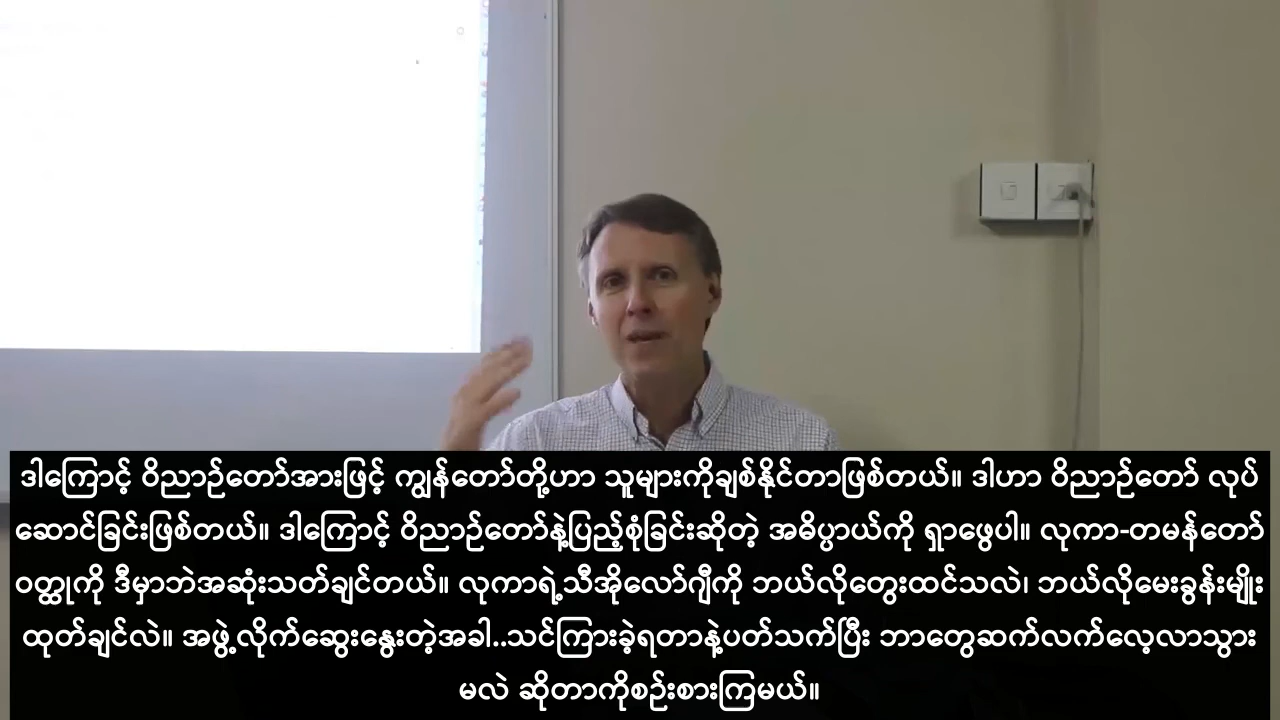 ဒါကြောင့် ဝိညာဉ်တော်အားဖြင့် ကျွန်တော်တို့ဟာ သူများကိုချစ်နိုင်တာဖြစ်တယ်။ ဒါဟာ ဝိညာဉ်တော် လုပ်
ဆောင်ခြင်းဖြစ်တယ်။ ဒါကြောင့် ဝိညာဉ်တော်နဲ့ပြည့်စုံခြင်းဆိုတဲ့ အဓိပ္ပာယ်ကို ရှာဖွေပါ။ လုကာ-တမန်တော်
ဝတ္ထုကို ဒီမှာဘဲအဆုံးသတ်ချင်တယ်။ လုကာရဲ့သီအိုလော်ဂျီကို ဘယ်လိုတွေးထင်သလဲ၊ ဘယ်လိုမေးခွန်းမျိုး
ထုတ်ချင်လဲ။ အဖွဲ့လိုက်ဆွေးနွေးတဲ့အခါ..သင်ကြားခဲ့ရတာနဲ့ပတ်သက်ပြီး ဘာတွေဆက်လက်လေ့လာသွား
မလဲ ဆိုတာကိုစဉ်းစားကြမယ်။